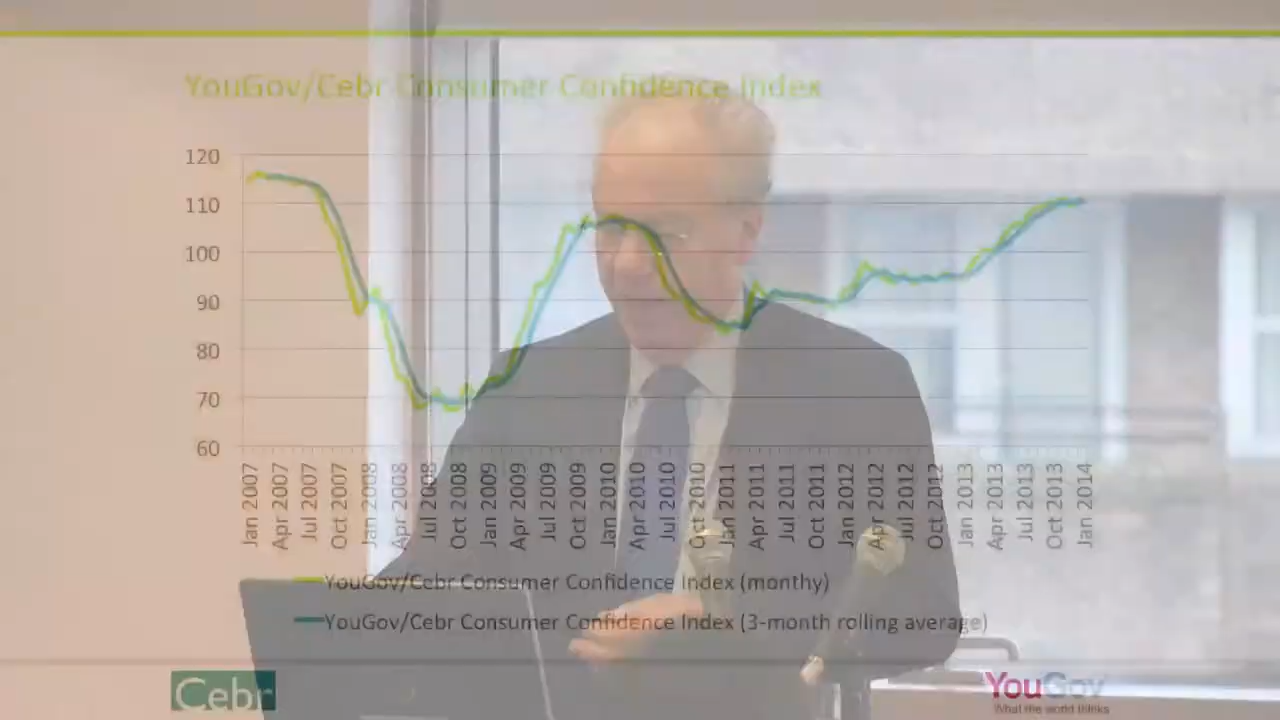 YouGov/Cebr Consumer Confidence Index
120
110
100
90
80
70
60
Jan 2007
Apr 2007
Jul 2007
Oct 2007
Jan 2008
Apr 2008
Jul 2008
Oct 2008
Jan 2009
Apr 2009
Jul 2009
Oct 2009
Jan 2010
Apr 2010
Jul 2010
Oct 2010
Jan 2011
Apr 2011
Jul 2011
Oct 2011
Jan 2012
Apr 2012
Jul 2012
Oct 2012
Jan 2013
Apr 2013
Jul 2013
Oct 2013
Jan 2014
YouGov/Cebr Consumer Confidence Index (monthy)
YouGov/Cebr Consumer Confidence Index (3-month rolling average)
Cebr
YouGov
What the world thinks